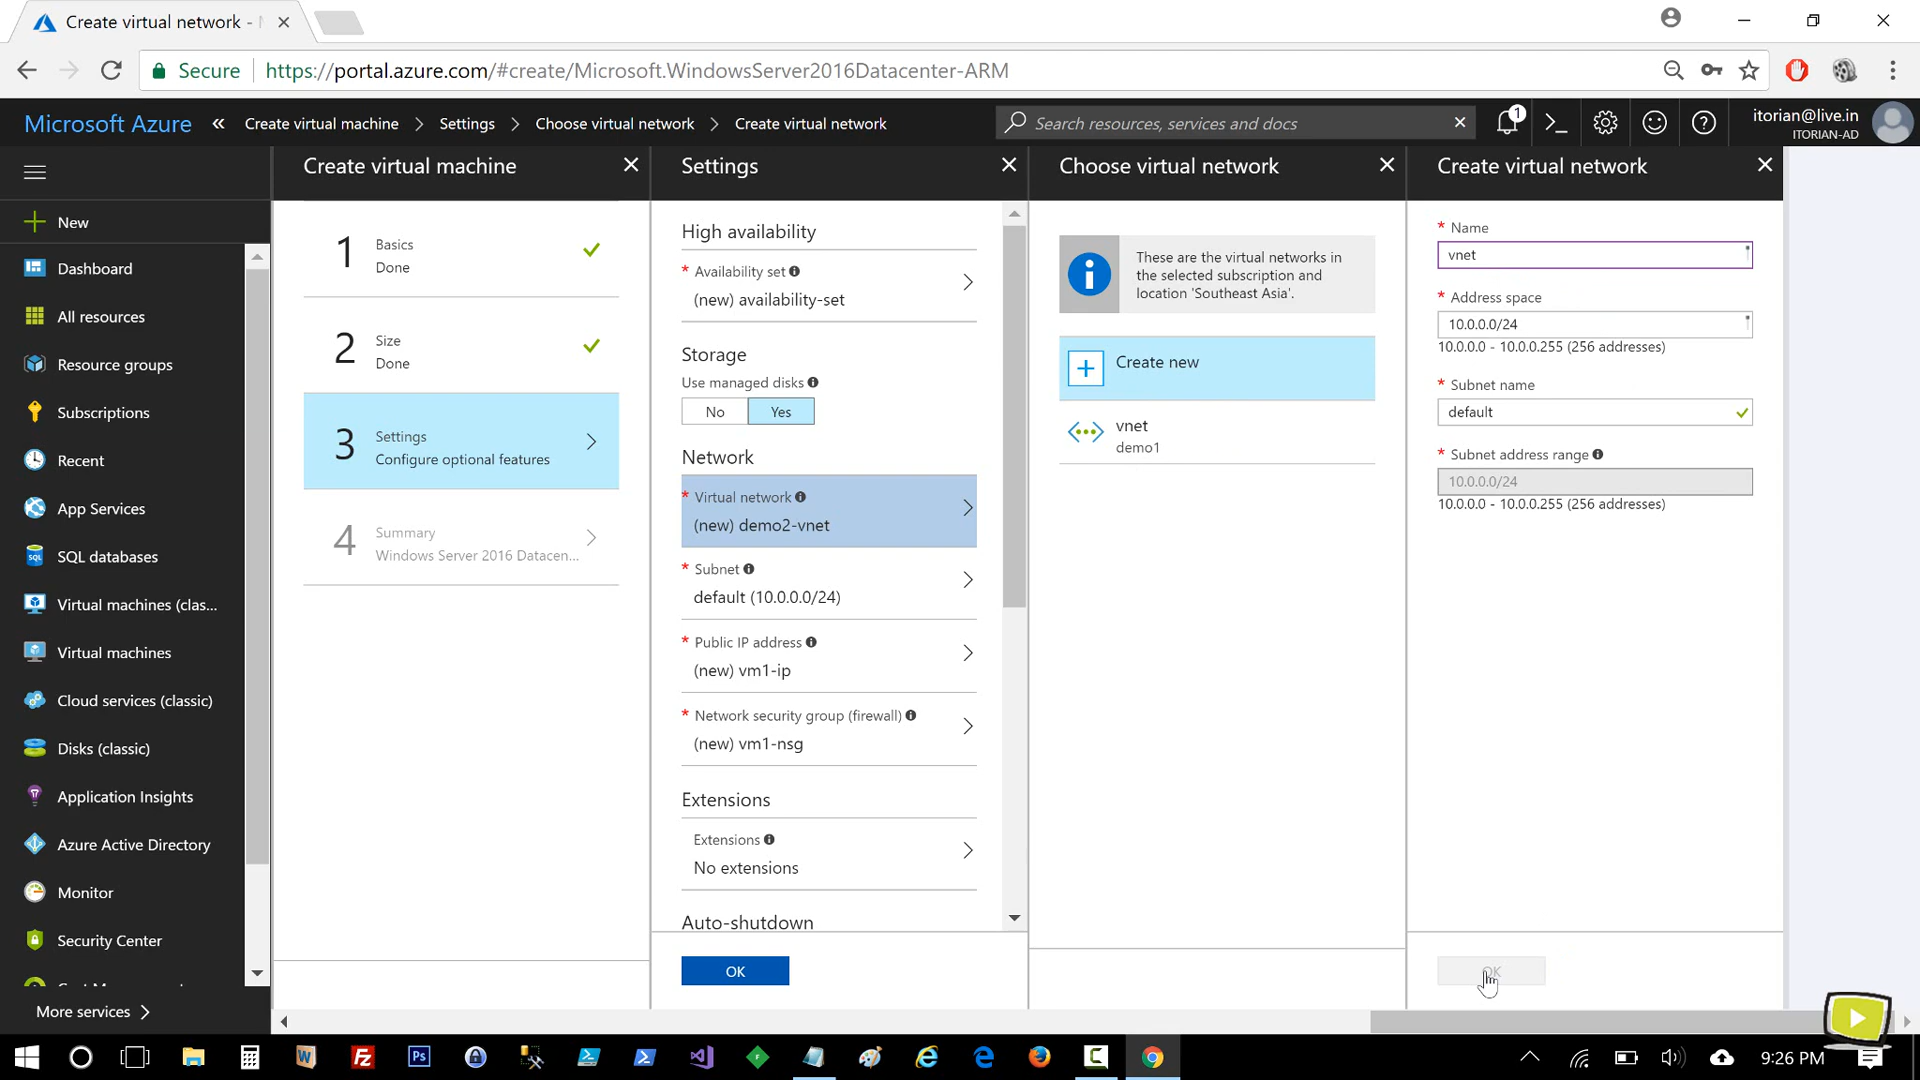 Create virtual network -
Secure
https://portal.azure.com/#create/Microsoft.WindowsServer2016Datacenter-ARM
Microsoft Azure
«
Create virtual machine > Settings > Choose virtual network > Create virtual network
Search resources, services and docs
1
itorian@live.in
ITORIAN-AD
New
Dashboard
All resources
Resource groups
Subscriptions
Recent
App Services
SQL databases
Virtual machines (clas...
Virtual machines
Cloud services (classic)
Disks (classic)
Application Insights
Azure Active Directory
Monitor
Security Center
More services >
Create virtual machine
1
Basics
Done
2
Size
Done
3
Settings
Configure optional features
4
Summary
Windows Server 2016 Datacen...
Settings
High availability
* Availability set
(new) availability-set
Storage
Use managed disks
No
Yes
Network
* Virtual network
(new) demo2-vnet
* Subnet
default (10.0.0.0/24)
* Public IP address
(new) vm1-ip
* Network security group (firewall)
(new) vm1-nsg
Extensions
Extensions
No extensions
Auto-shutdown
OK
Choose virtual network
These are the virtual networks in
the selected subscription and
location 'Southeast Asia'.
Create new
vnet
demo1
Create virtual network
* Name
vnet
* Address space
10.0.0.0/24
10.0.0.0 - 10.0.0.255 (256 addresses)
* Subnet name
default
* Subnet address range
10.0.0.0/24
10.0.0.0 - 10.0.0.255 (256 addresses)
OK
9:26 PM